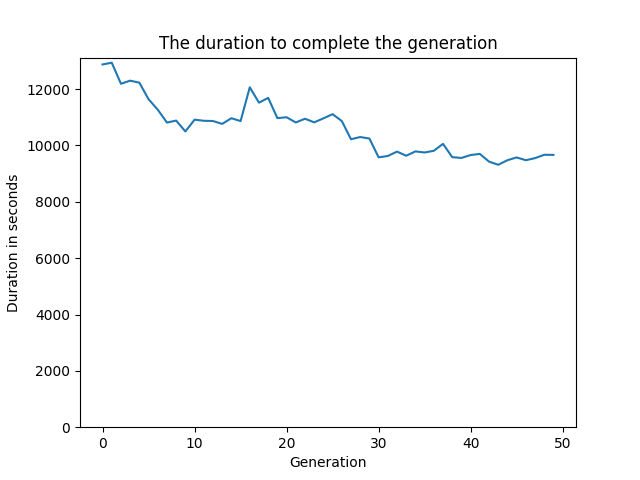 The duration to complete the generation
12000
10000
8000
6000
4000
2000
0
Duration in seconds
0 10 20 30 40 50
Generation